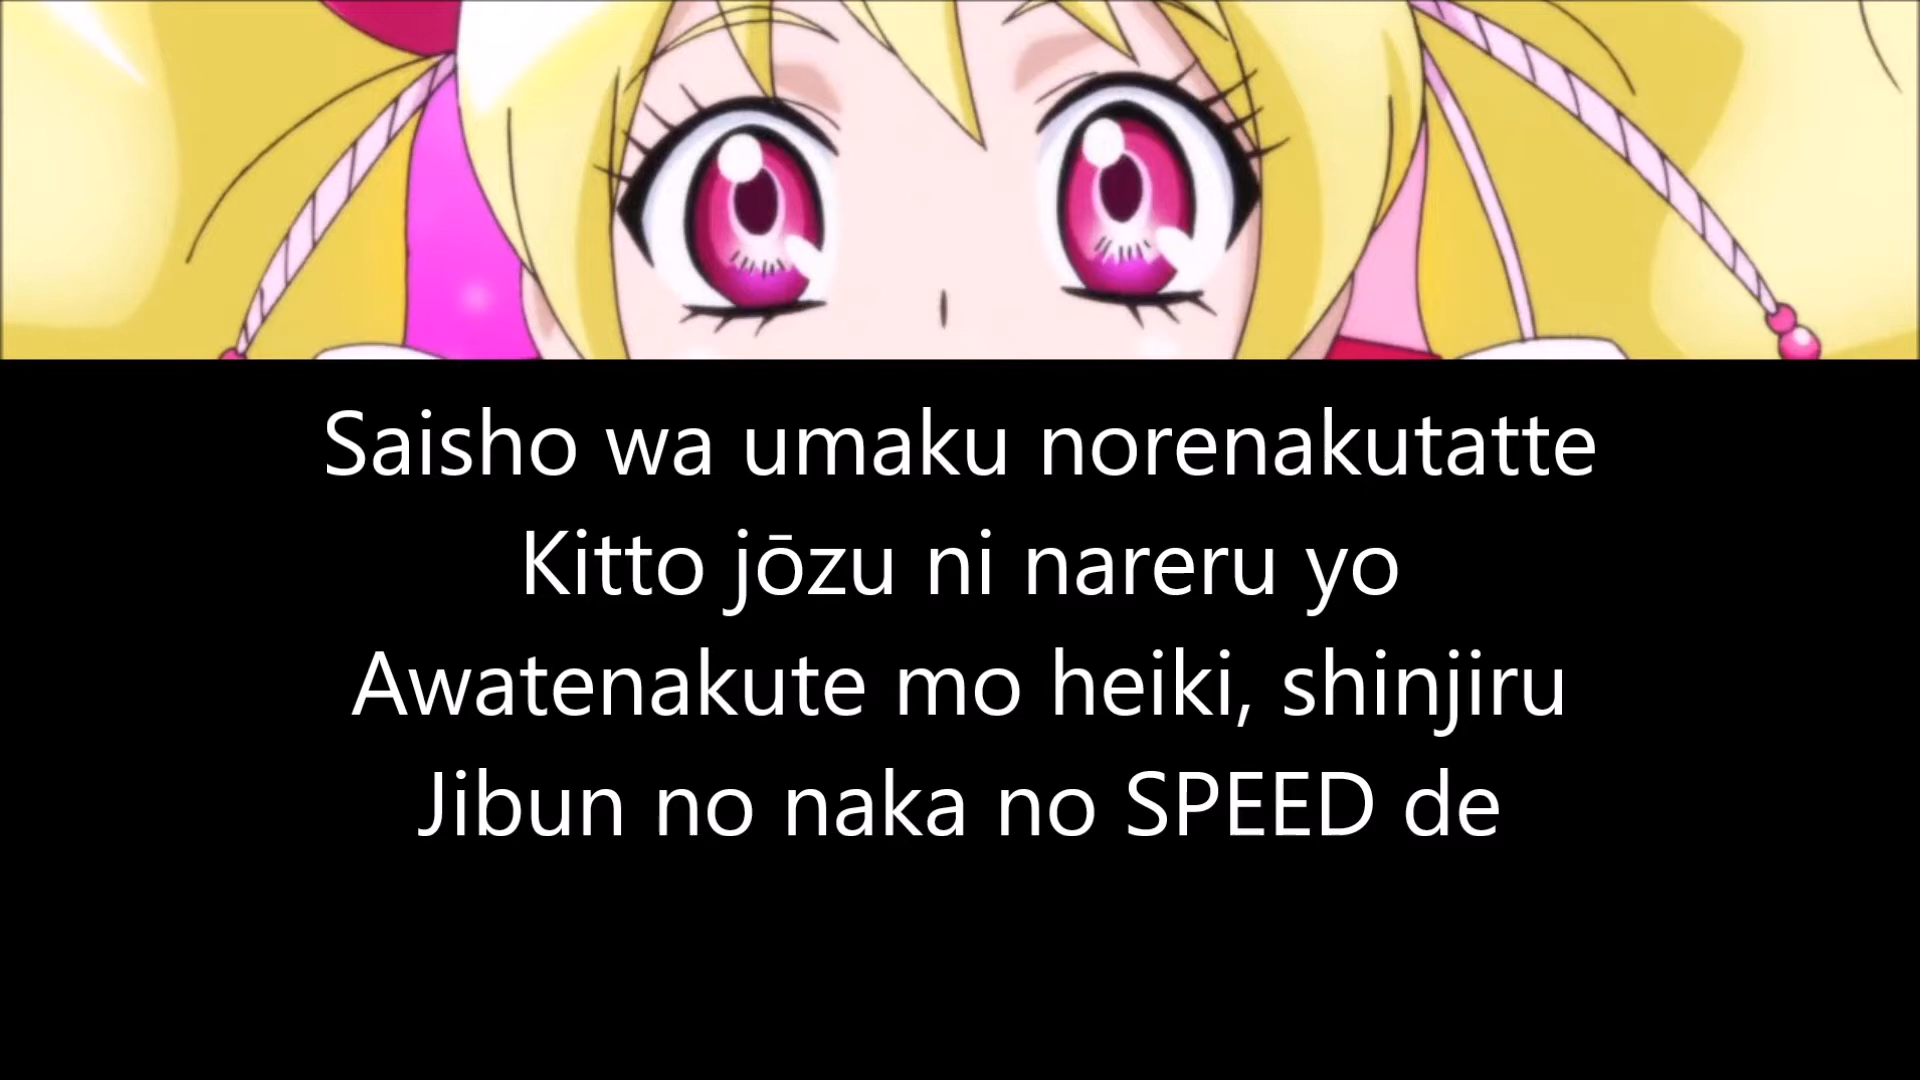 Saisho wa umaku norenakutatte
Kitto jōzu ni nareru yo
Awatenakute mo heiki, shinjiru
Jibun no naka no SPEED de